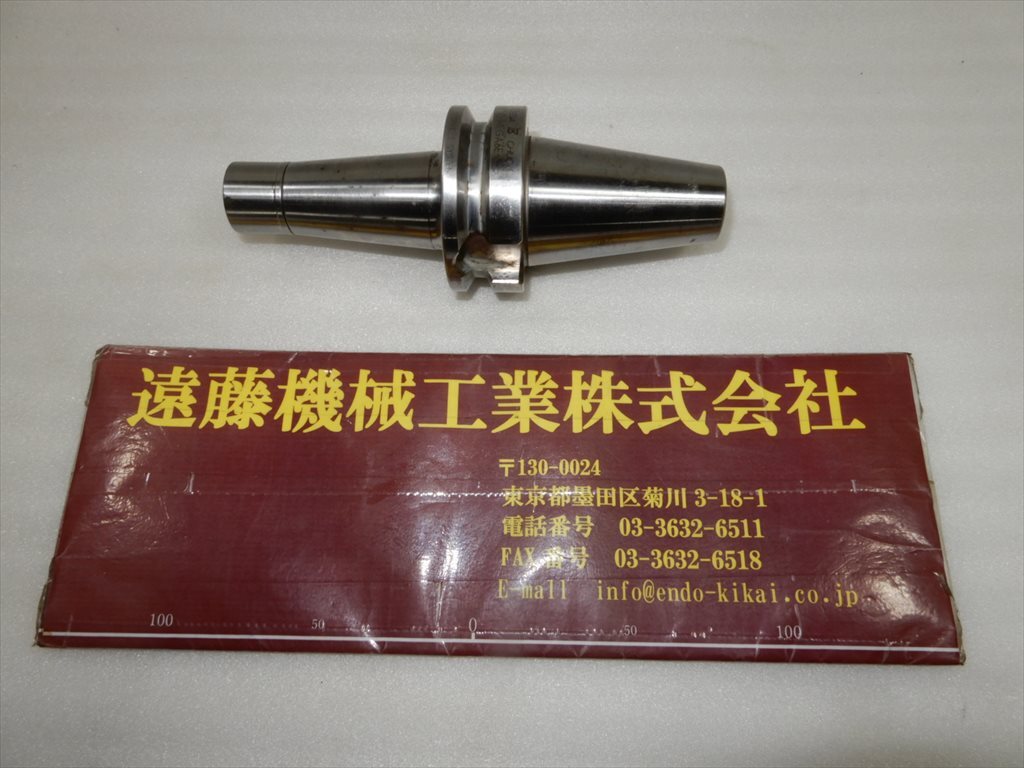 遠藤機械工業株式会社
〒130-0024
東京都墨田区菊川 3-18-1
電話番号 03-3632-6511
FAX 番号 03-3632-6518
E-mail info@endo-kikai.co.jp
100 50 0 50 100